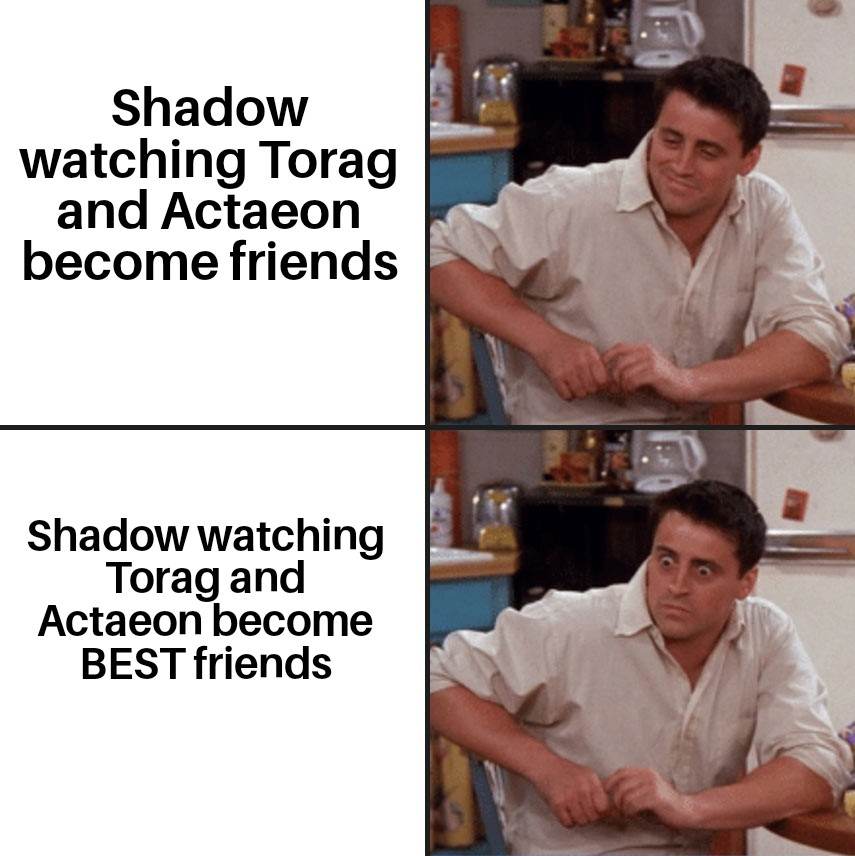 Shadow
watching Torag
and Actaeon
become friends
Shadow watching
Torag and
Actaeon become
BEST friends